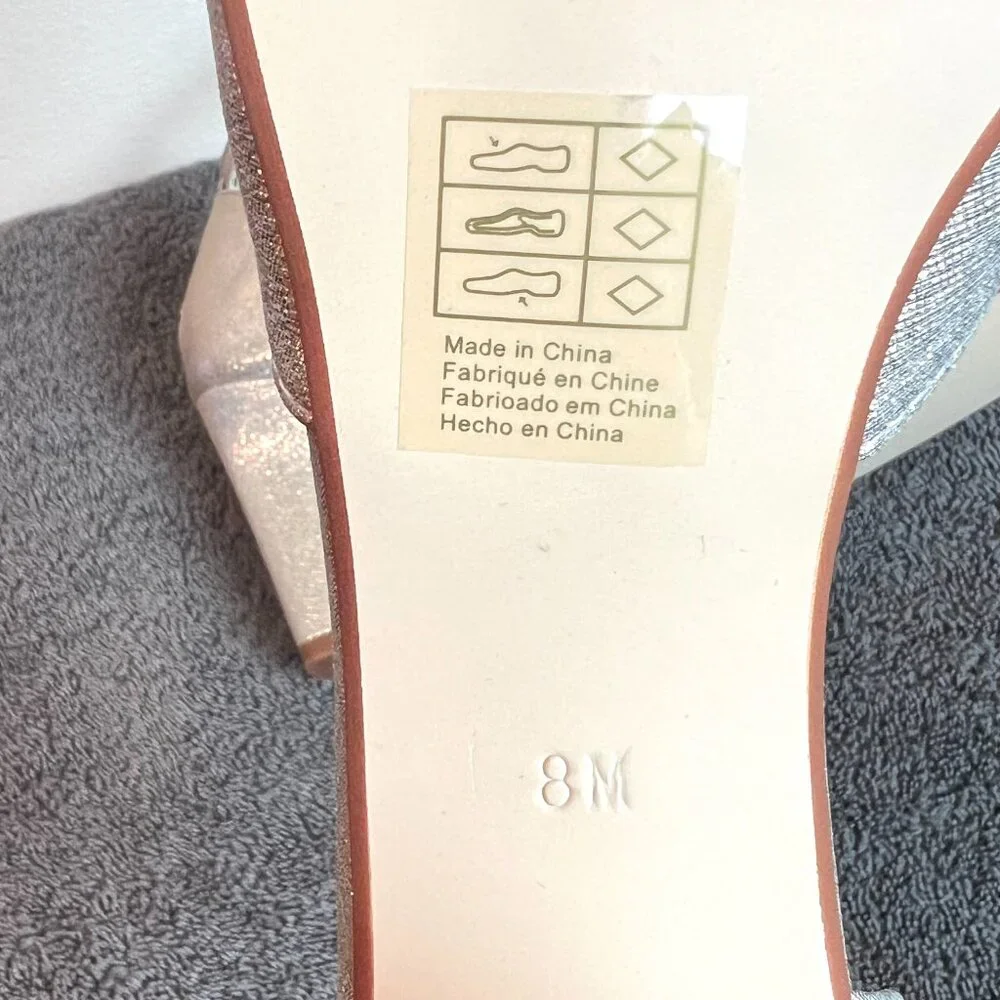 Made in China
Fabriqué en Chine
Fabrioado em China
Hecho en China
8M